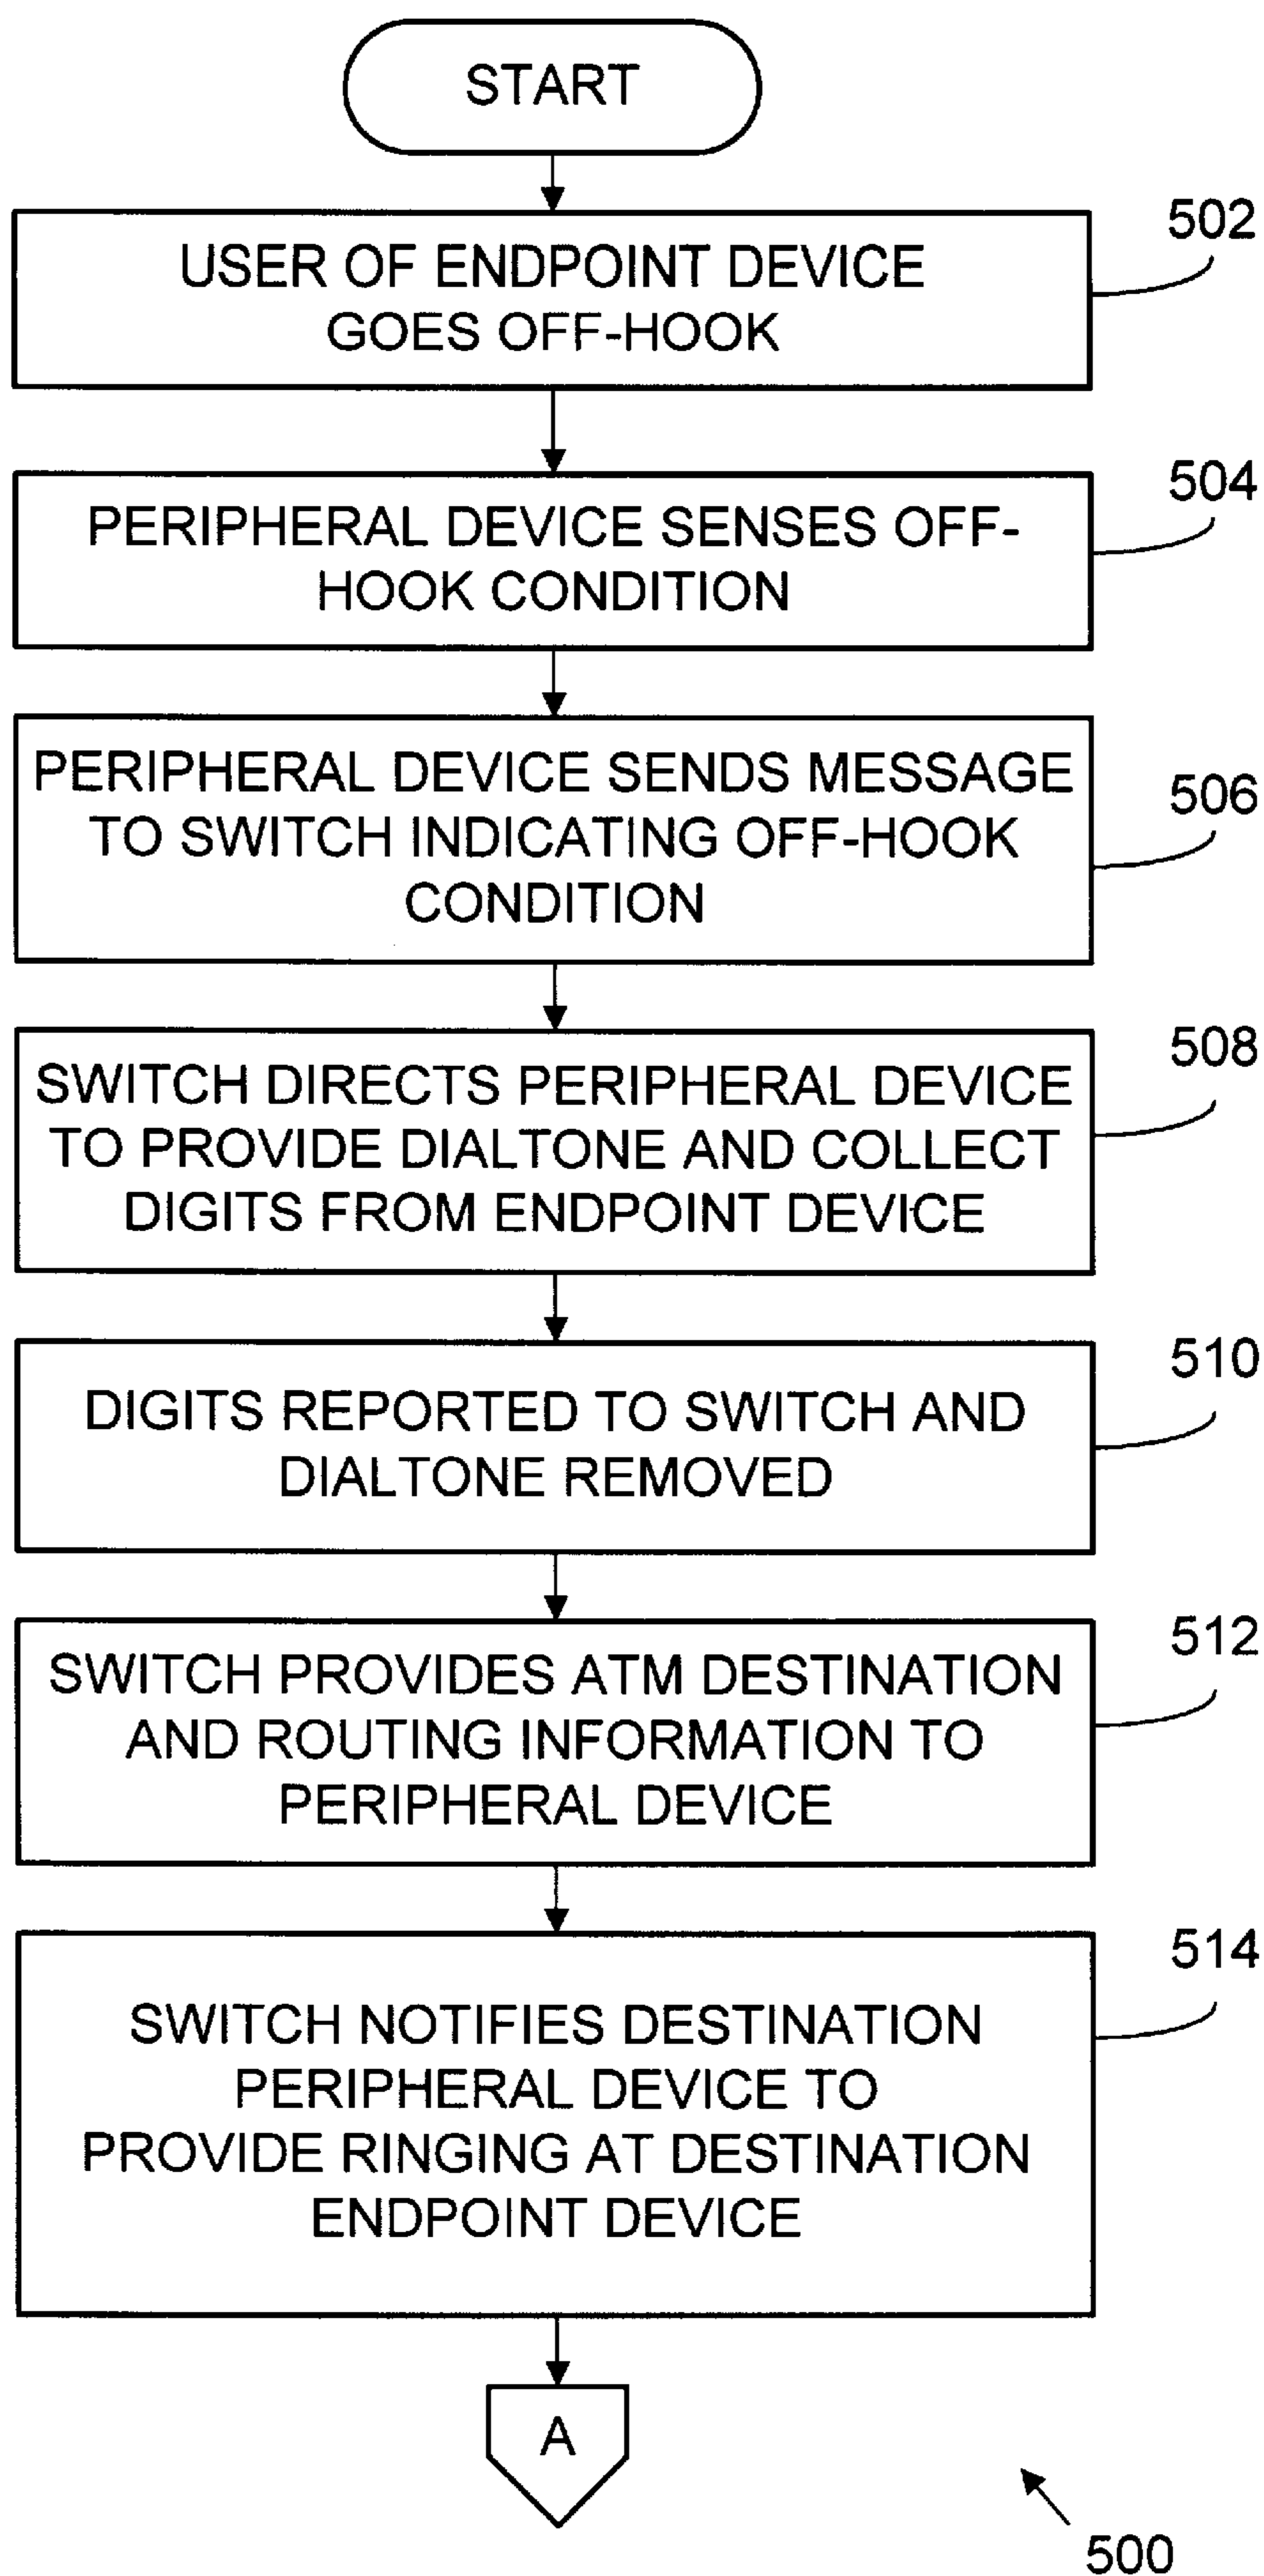 START
502
USER OF ENDPOINT DEVICE
GOES OFF-HOOK
504
PERIPHERAL DEVICE SENSES OFF-
HOOK CONDITION
506
PERIPHERAL DEVICE SENDS MESSAGE
TO SWITCH INDICATING OFF-HOOK
CONDITION
508
SWITCH DIRECTS PERIPHERAL DEVICE
TO PROVIDE DIALTONE AND COLLECT
DIGITS FROM ENDPOINT DEVICE
510
DIGITS REPORTED TO SWITCH AND
DIALTONE REMOVED
512
SWITCH PROVIDES ATM DESTINATION
AND ROUTING INFORMATION TO
PERIPHERAL DEVICE
514
SWITCH NOTIFIES DESTINATION
PERIPHERAL DEVICE TO
PROVIDE RINGING AT DESTINATION
ENDPOINT DEVICE
A
500